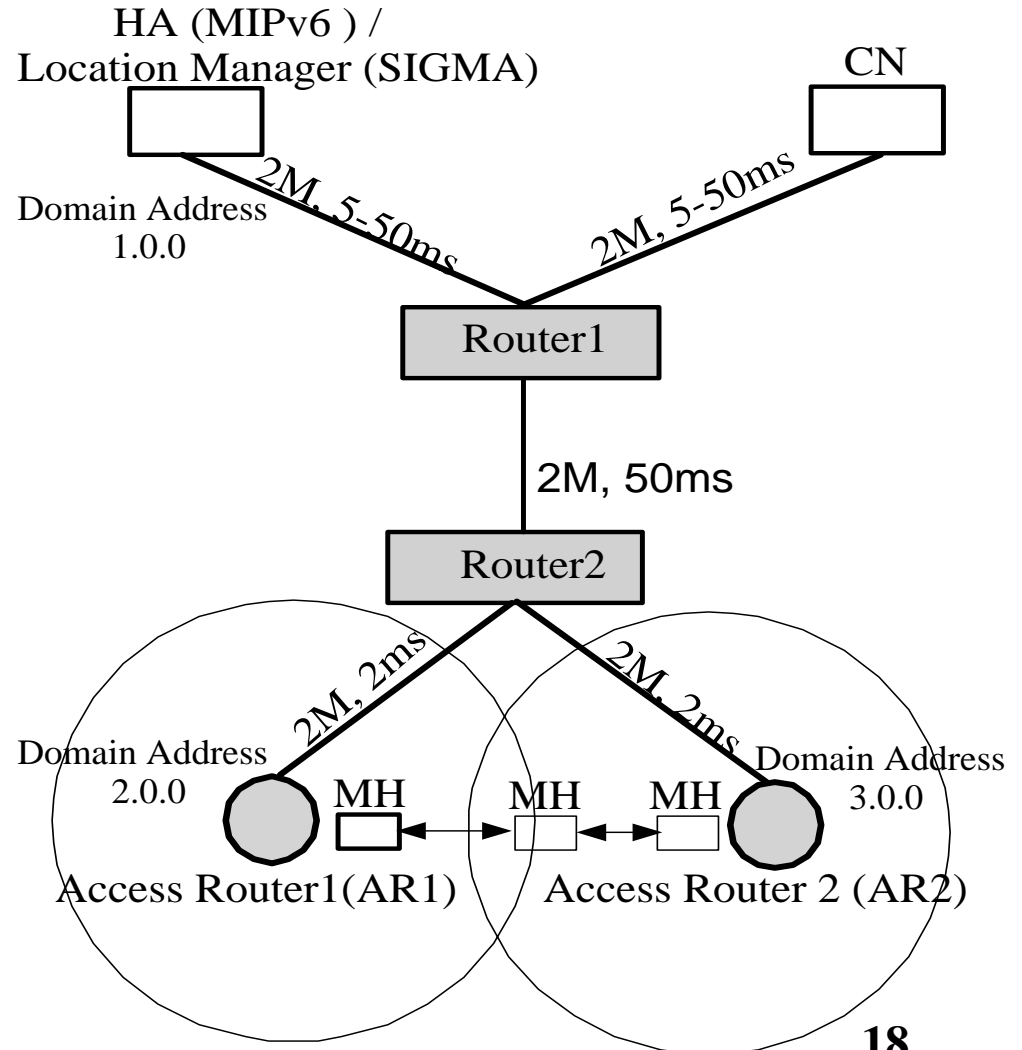 HA (MIPv6 ) /
Location Manager (SIGMA)
CN
2M, 5-50ms
2M, 5-50ms
Domain Address
1.0.0
Router1
2M, 50ms
Router2
2M, 2ms
2M, 2ms
Domain Address
2.0.0
Domain Address
3.0.0
MH
MH
MH
Access Router1(AR1)
Access Router 2 (AR2)
18